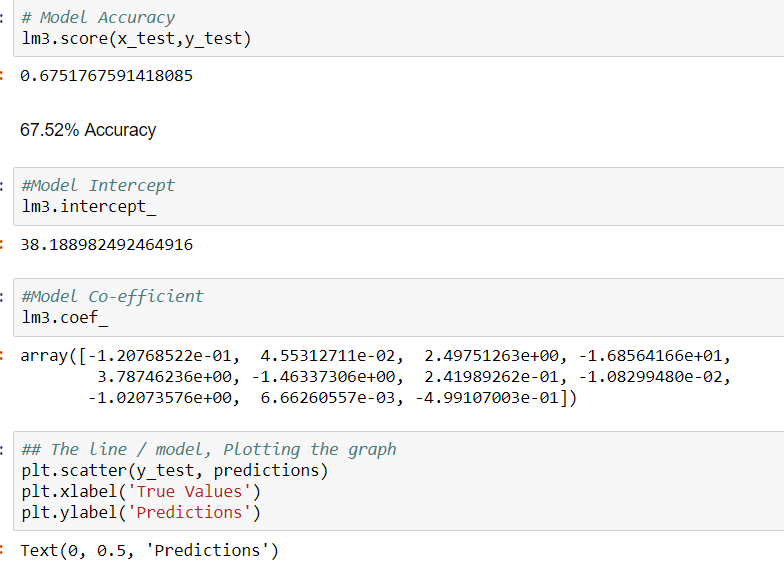 # Model Accuracy
lm3.score(x_test,y_test)
0.6751767591418085
67.52% Accuracy
#Model Intercept
lm3.intercept_
38.188982492464916
#Model Co-efficient
lm3.coef_
array([-1.20768522e-01,  4.55312711e-02,  2.49751263e+00, -1.68564166e+01,
        3.78746236e+00, -1.46337306e+00,  2.41989262e-01, -1.08299480e-02,
       -1.02073576e+00,  6.66260557e-03, -4.99107003e-01])
## The line / model, Plotting the graph
plt.scatter(y_test, predictions)
plt.xlabel('True Values')
plt.ylabel('Predictions')
Text(0, 0.5, 'Predictions')